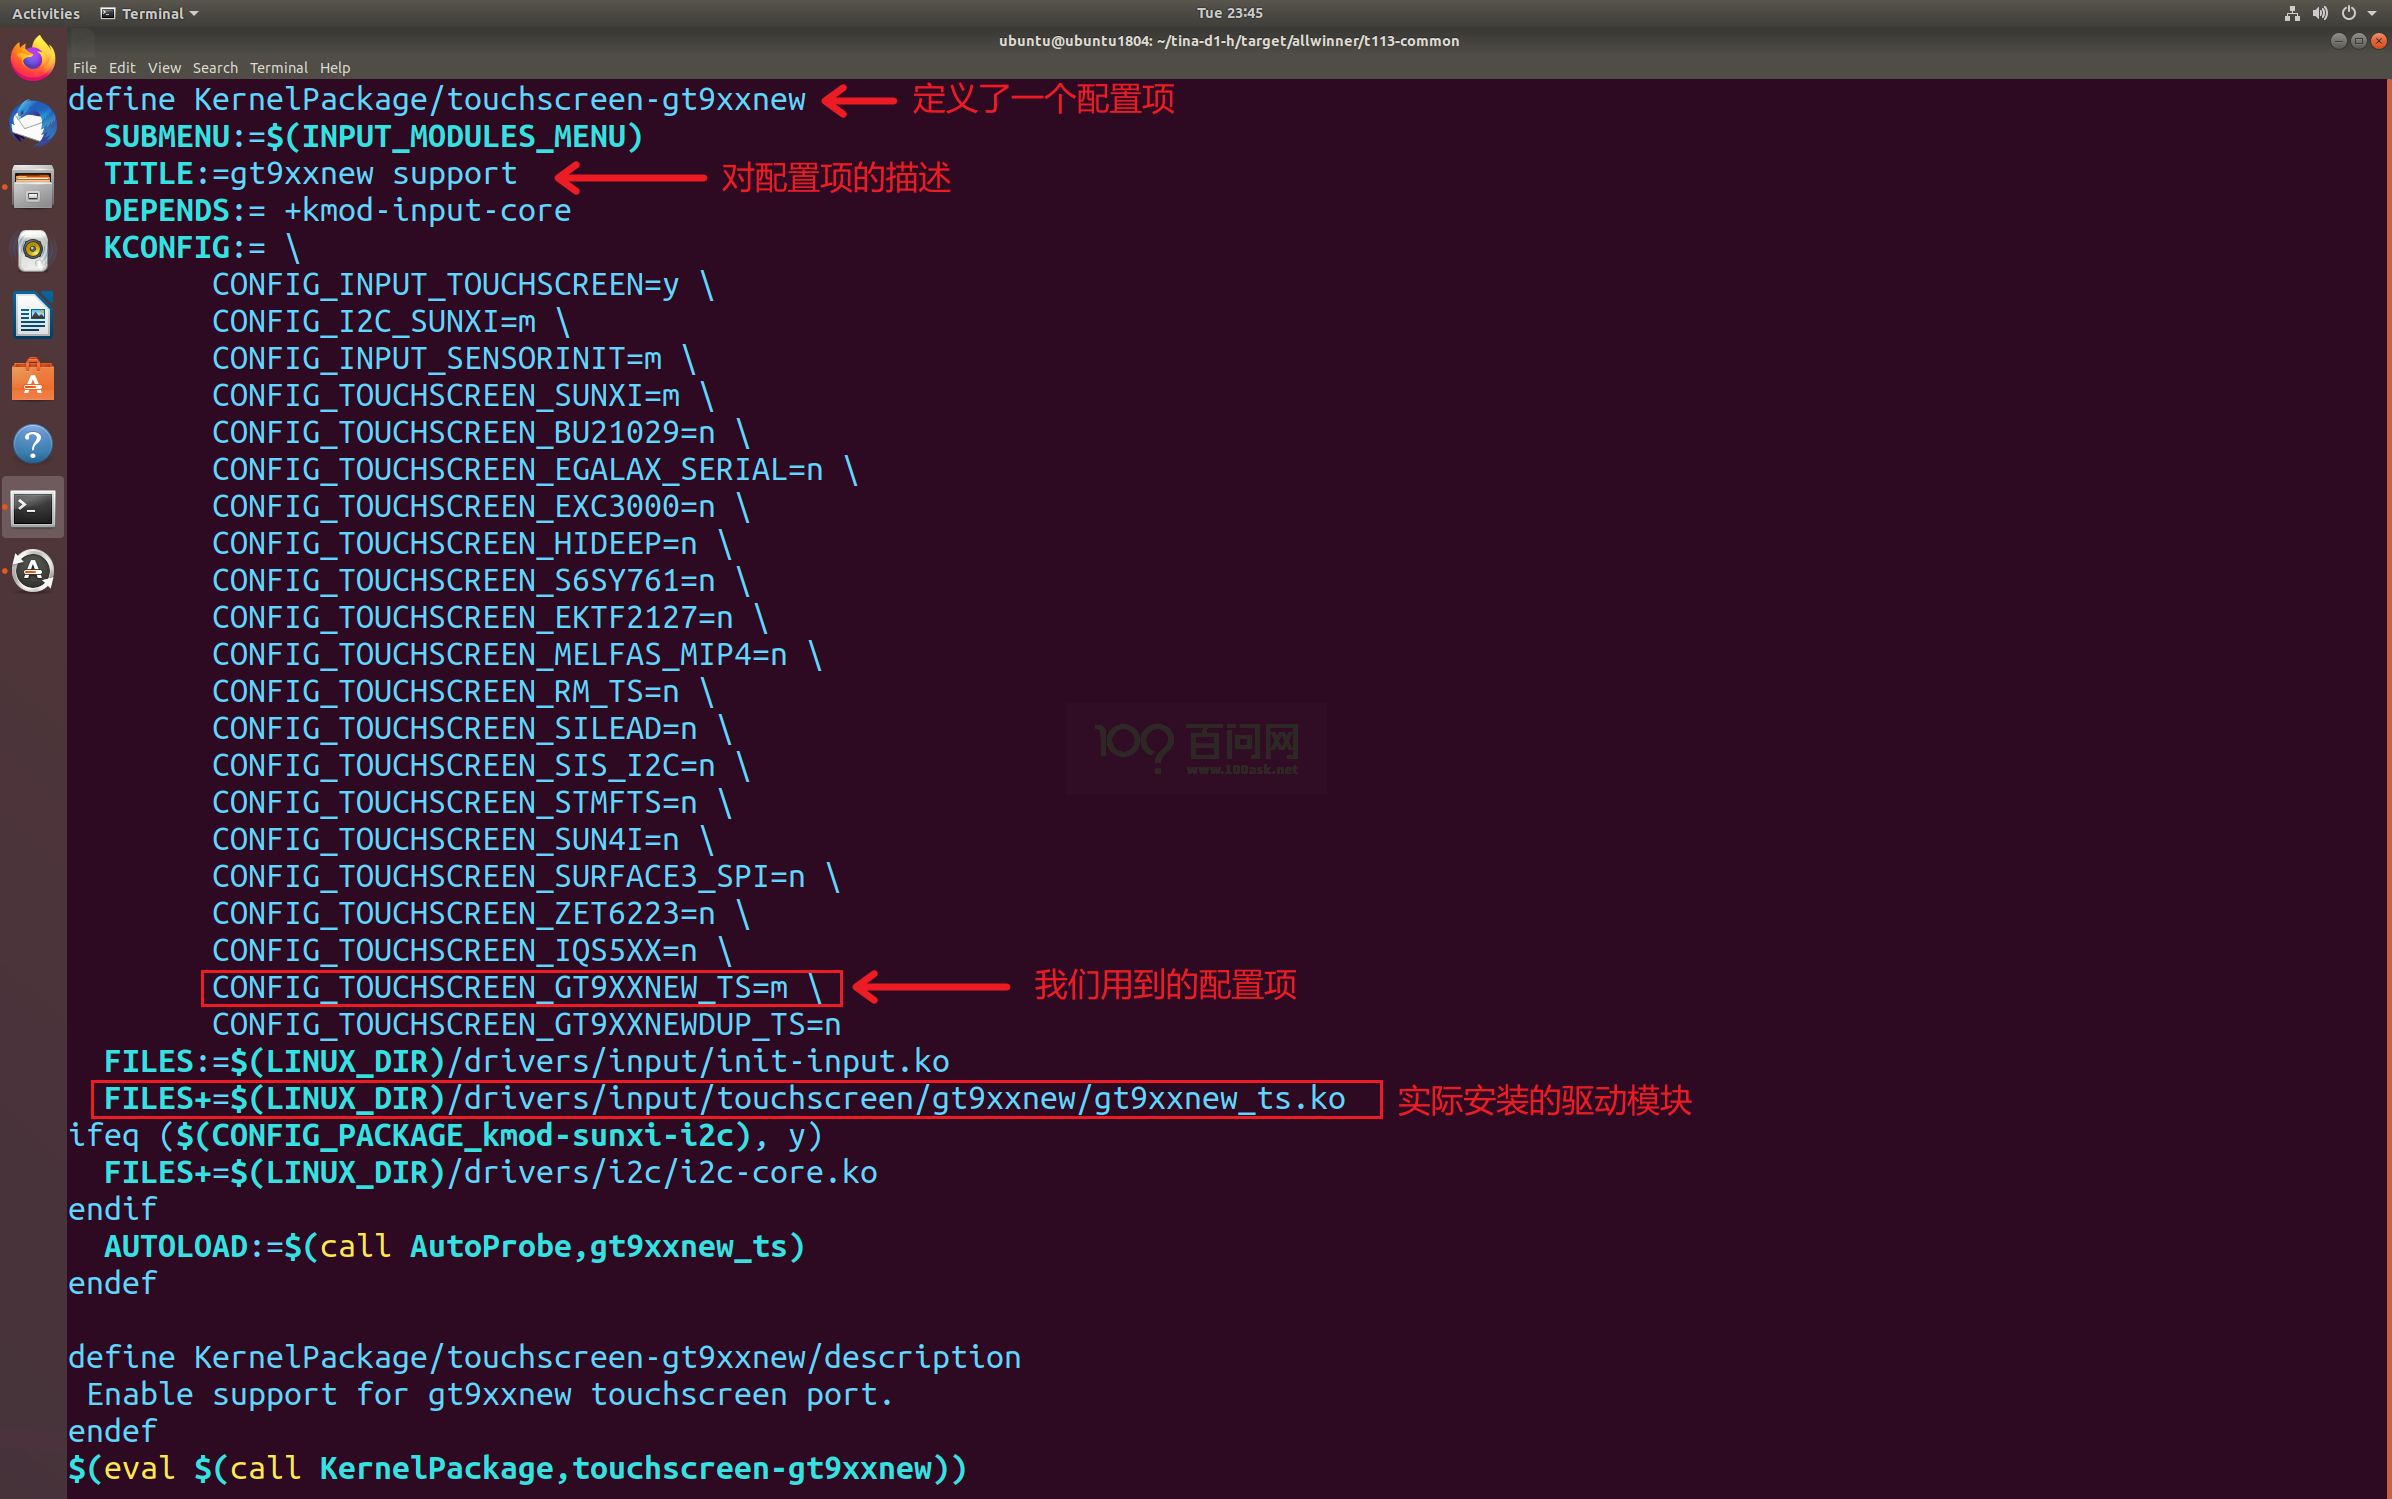 Activities Terminal Tue 23:45
ubuntu@ubuntu1804: ~/tina-d1-h/target/allwinner/t113-common
File Edit View Search Terminal Help
define KernelPackage/touchscreen-gt9xxnew 定义了一个配置项
SUBMENU:=$(INPUT_MODULES_MENU)
TITLE:=gt9xxnew support 对配置项的描述
DEPENDS:= +kmod-input-core
KCONFIG:= \
CONFIG_INPUT_TOUCHSCREEN=y \
CONFIG_I2C_SUNXI=m \
CONFIG_INPUT_SENSORINIT=m \
CONFIG_TOUCHSCREEN_SUNXI=m \
CONFIG_TOUCHSCREEN_BU21029=n \
CONFIG_TOUCHSCREEN_EGALAX_SERIAL=n \
CONFIG_TOUCHSCREEN_EXC3000=n \
CONFIG_TOUCHSCREEN_HIDEEP=n \
CONFIG_TOUCHSCREEN_S6SY761=n \
CONFIG_TOUCHSCREEN_EKTF2127=n \
CONFIG_TOUCHSCREEN_MELFAS_MIP4=n \
CONFIG_TOUCHSCREEN_RM_TS=n \
CONFIG_TOUCHSCREEN_SILEAD=n \
CONFIG_TOUCHSCREEN_SIS_I2C=n \
CONFIG_TOUCHSCREEN_STMFTS=n \
CONFIG_TOUCHSCREEN_SUN4I=n \
CONFIG_TOUCHSCREEN_SURFACE3_SPI=n \
CONFIG_TOUCHSCREEN_ZET6223=n \
CONFIG_TOUCHSCREEN_IQS5XX=n \
CONFIG_TOUCHSCREEN_GT9XXNEW_TS=m \ 我们用到的配置项
CONFIG_TOUCHSCREEN_GT9XXNEWDUP_TS=n
FILES:=$(LINUX_DIR)/drivers/input/init-input.ko
FILES+=$(LINUX_DIR)/drivers/input/touchscreen/gt9xxnew/gt9xxnew_ts.ko 实际安装的驱动模块
ifeq ($(CONFIG_PACKAGE_kmod-sunxi-i2c), y)
FILES+=$(LINUX_DIR)/drivers/i2c/i2c-core.ko
endif
AUTOLOAD:=$(call AutoProbe,gt9xxnew_ts)
endef
define KernelPackage/touchscreen-gt9xxnew/description
Enable support for gt9xxnew touchscreen port.
endef
$(eval $(call KernelPackage,touchscreen-gt9xxnew))
100 百问网
www.100ask.net